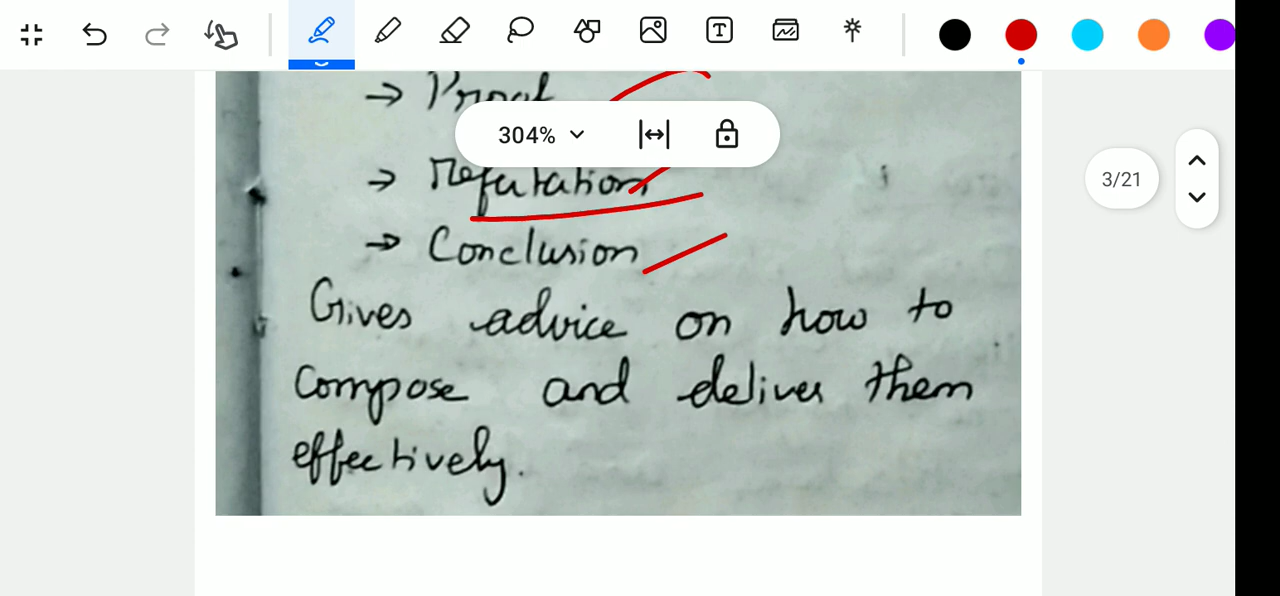 304%
3/21
→ Proof
→ Refutation
→ Conclusion
Gives advice on how to
compose and deliver them
effectively.